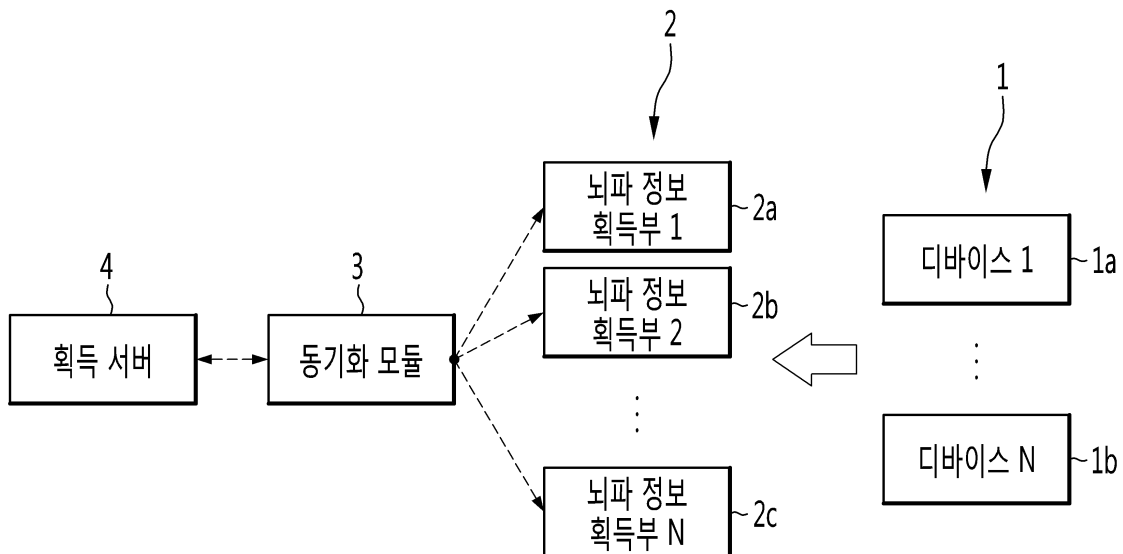 2
1
뇌파 정보
획득부 1
2a
디바이스 1
1a
4
3
뇌파 정보
획득부 2
2b
획득 서버
동기화 모듈
디바이스 N
1b
뇌파 정보
획득부 N
2c